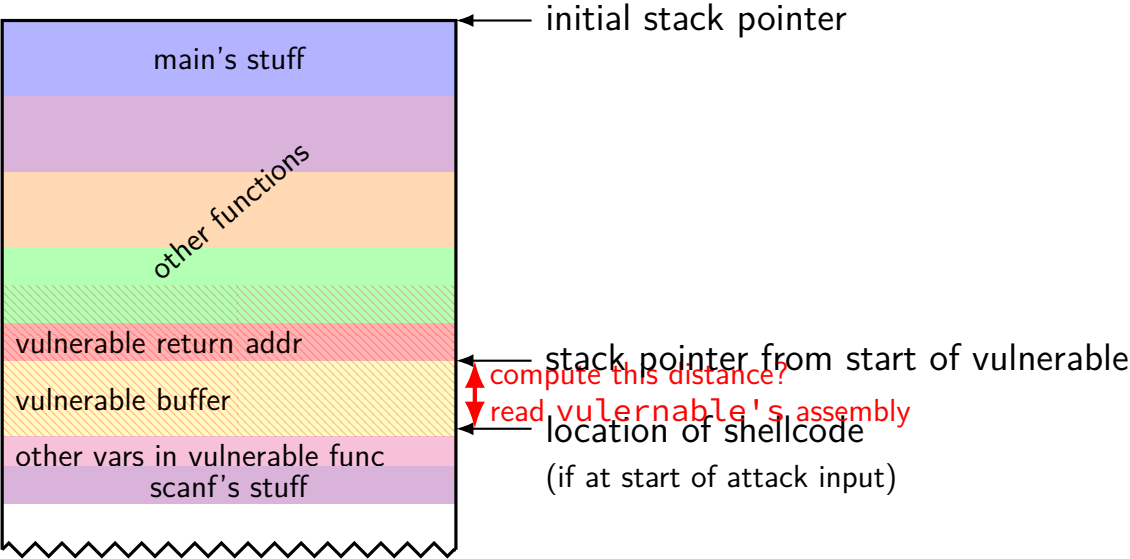 initial stack pointer
main's stuff
other functions
vulnerable return addr
stack pointer from start of vulnerable
compute this distance?
vulnerable buffer
read vulernable's assembly
location of shellcode
other vars in vulnerable func
(if at start of attack input)
scanf's stuff